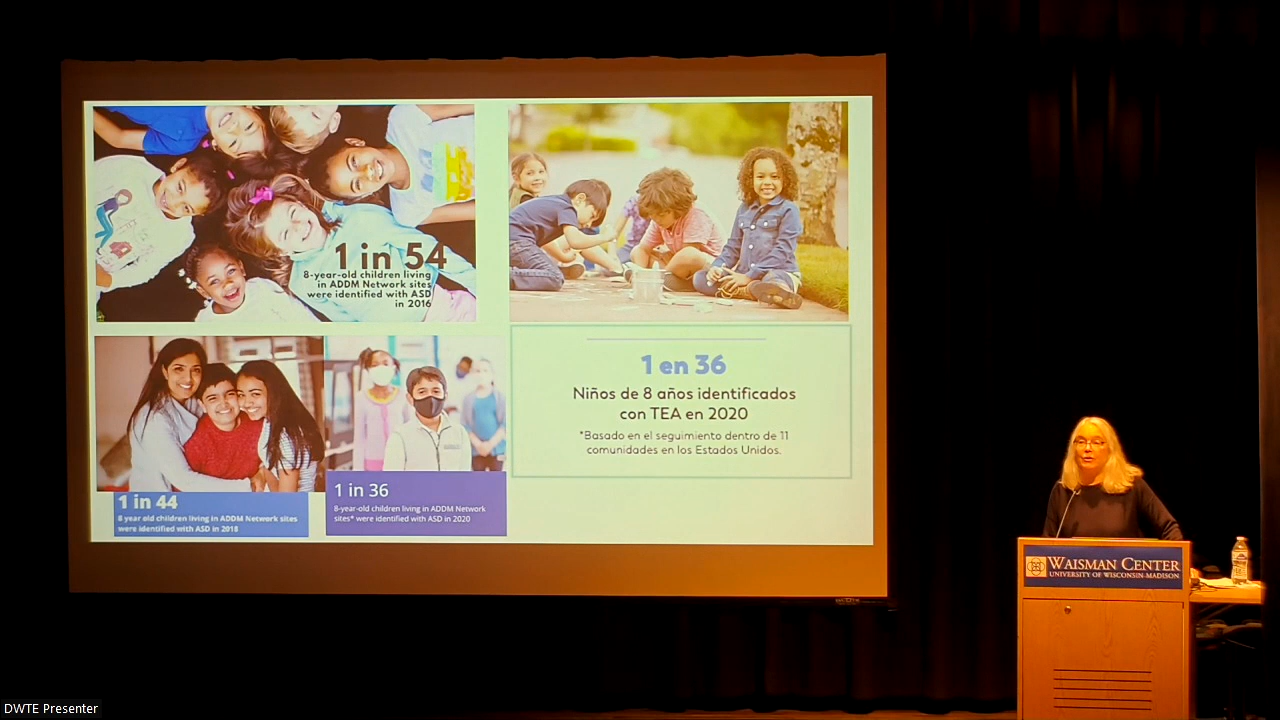 1 in 54
8-year-old children living
in ADDM Network sites
were identified with ASD
in 2016
1 in 44
8 year old children living in ADDM Network sites
were identified with ASD in 2018
1 in 36
8-year-old children living in ADDM Network
sites* were identified with ASD in 2020
1 en 36
Niños de 8 años identificados
con TEA en 2020
*Basado en el seguimiento dentro de 11
comunidades en los Estados Unidos.
WAISMAN CENTER
UNIVERSITY OF WISCONSIN-MADISON
DWTE Presenter